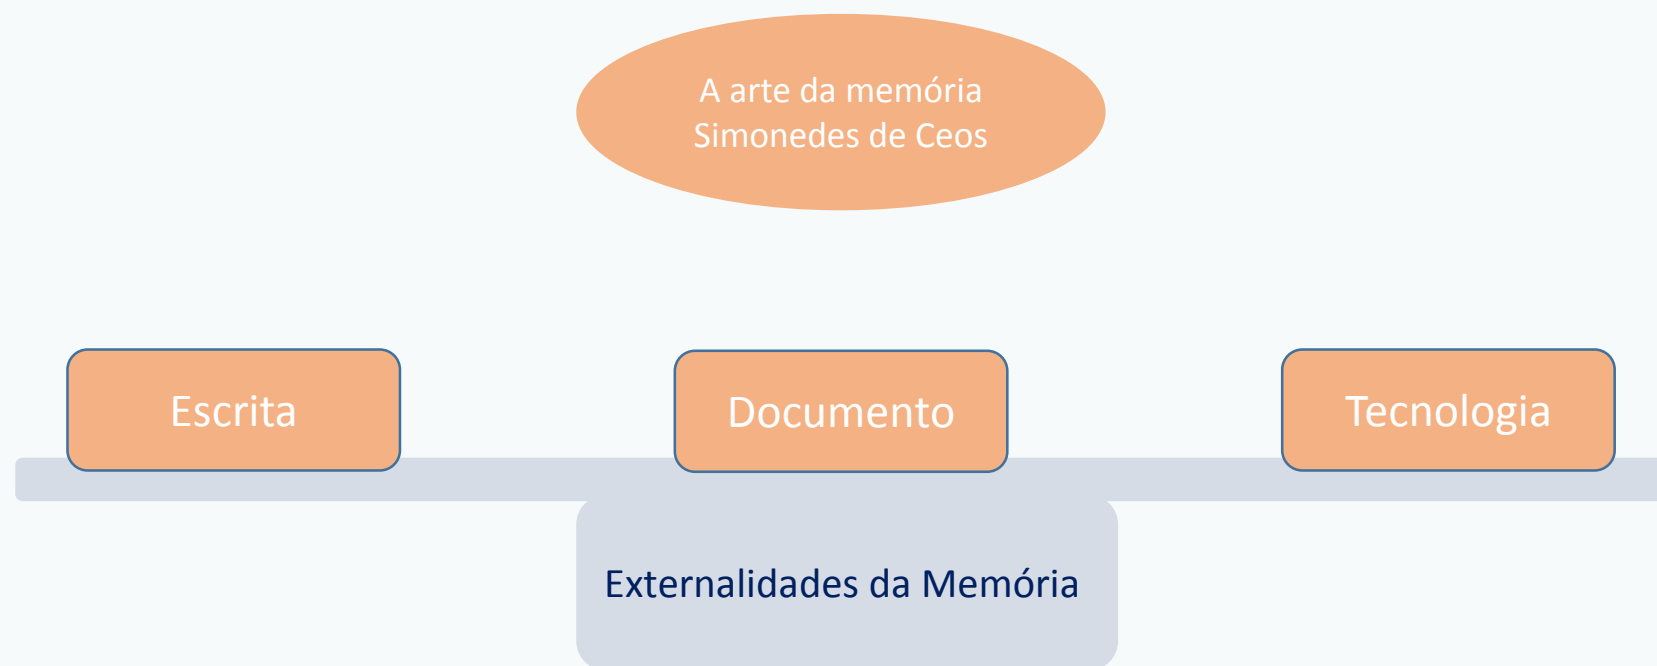 A arte da memória
Simonedes de Ceos
Escrita
Documento
Tecnologia
Externalidades da Memória